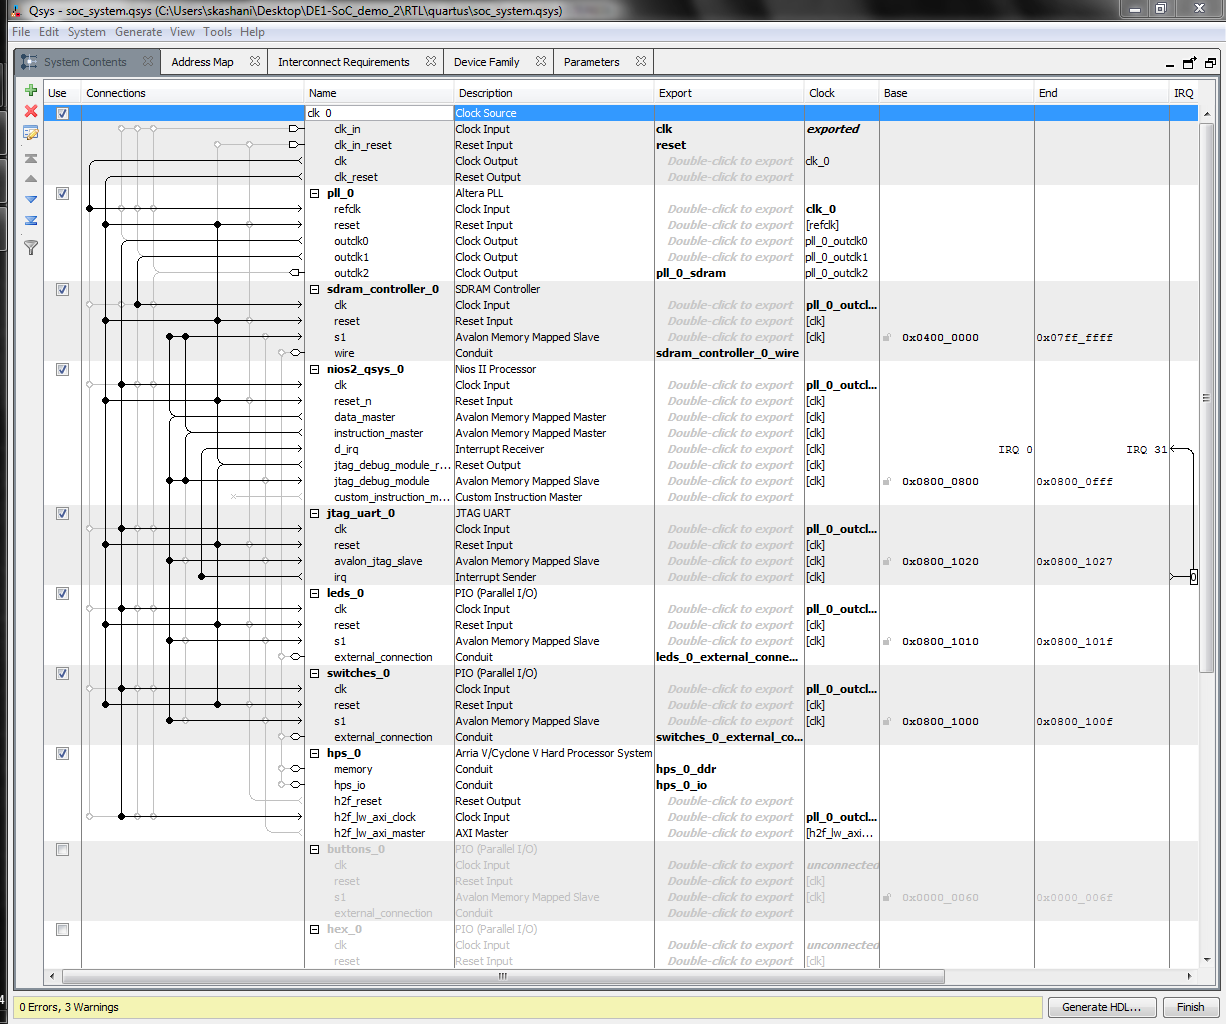 Qsys - soc_system.qsys (C:\Users\skashani\Desktop\DE1-SoC_demo_2\RTL\quartus\soc_system.qsys)
File Edit System Generate View Tools Help
System Contents Address Map Interconnect Requirements Device Family Parameters
Use Connections Name Description Export Clock Base End IRQ
clk_0 Clock Source
clk_in Clock Input clk exported
clk_in_reset Reset Input reset
clk Clock Output Double-click to export clk_0
clk_reset Reset Output Double-click to export
pll_0 Altera PLL
refclk Clock Input Double-click to export clk_0
reset Reset Input Double-click to export [refclk]
outclk0 Clock Output Double-click to export pll_0_outclk0
outclk1 Clock Output Double-click to export pll_0_outclk1
outclk2 Clock Output pll_0_sdram pll_0_outclk2
sdram_controller_0 SDRAM Controller
clk Clock Input Double-click to export pll_0_outcl...
reset Reset Input Double-click to export [clk]
s1 Avalon Memory Mapped Slave Double-click to export [clk] 0x0400_0000 0x07ff_ffff
wire Conduit sdram_controller_0_wire
nios2_qsys_0 Nios II Processor
clk Clock Input Double-click to export pll_0_outcl...
reset_n Reset Input Double-click to export [clk]
data_master Avalon Memory Mapped Master Double-click to export [clk]
instruction_master Avalon Memory Mapped Master Double-click to export [clk]
d_irq Interrupt Receiver Double-click to export [clk] IRQ 0 IRQ 31
jtag_debug_module_r... Reset Output Double-click to export [clk]
jtag_debug_module Avalon Memory Mapped Slave Double-click to export [clk] 0x0800_0800 0x0800_0fff
custom_instruction_m... Custom Instruction Master Double-click to export
jtag_uart_0 JTAG UART
clk Clock Input Double-click to export pll_0_outcl...
reset Reset Input Double-click to export [clk]
avalon_jtag_slave Avalon Memory Mapped Slave Double-click to export [clk] 0x0800_1020 0x0800_1027
irq Interrupt Sender Double-click to export [clk] 0
leds_0 PIO (Parallel I/O)
clk Clock Input Double-click to export pll_0_outcl...
reset Reset Input Double-click to export [clk]
s1 Avalon Memory Mapped Slave Double-click to export [clk] 0x0800_1010 0x0800_101f
external_connection Conduit leds_0_external_conne...
switches_0 PIO (Parallel I/O)
clk Clock Input Double-click to export pll_0_outcl...
reset Reset Input Double-click to export [clk]
s1 Avalon Memory Mapped Slave Double-click to export [clk] 0x0800_1000 0x0800_100f
external_connection Conduit switches_0_external_co...
hps_0 Arria V/Cyclone V Hard Processor System
memory Conduit hps_0_ddr
hps_io Conduit hps_0_io
h2f_reset Reset Output Double-click to export
h2f_lw_axi_clock Clock Input Double-click to export pll_0_outcl...
h2f_lw_axi_master AXI Master Double-click to export [h2f_lw_axi...
buttons_0 PIO (Parallel I/O)
clk Clock Input Double-click to export unconnected
reset Reset Input Double-click to export [clk]
s1 Avalon Memory Mapped Slave Double-click to export [clk] 0x0000_0060 0x0000_006f
external_connection Conduit Double-click to export
hex_0 PIO (Parallel I/O)
clk Clock Input Double-click to export unconnected
reset Reset Input Double-click to export [clk]
0 Errors, 3 Warnings Generate HDL... Finish